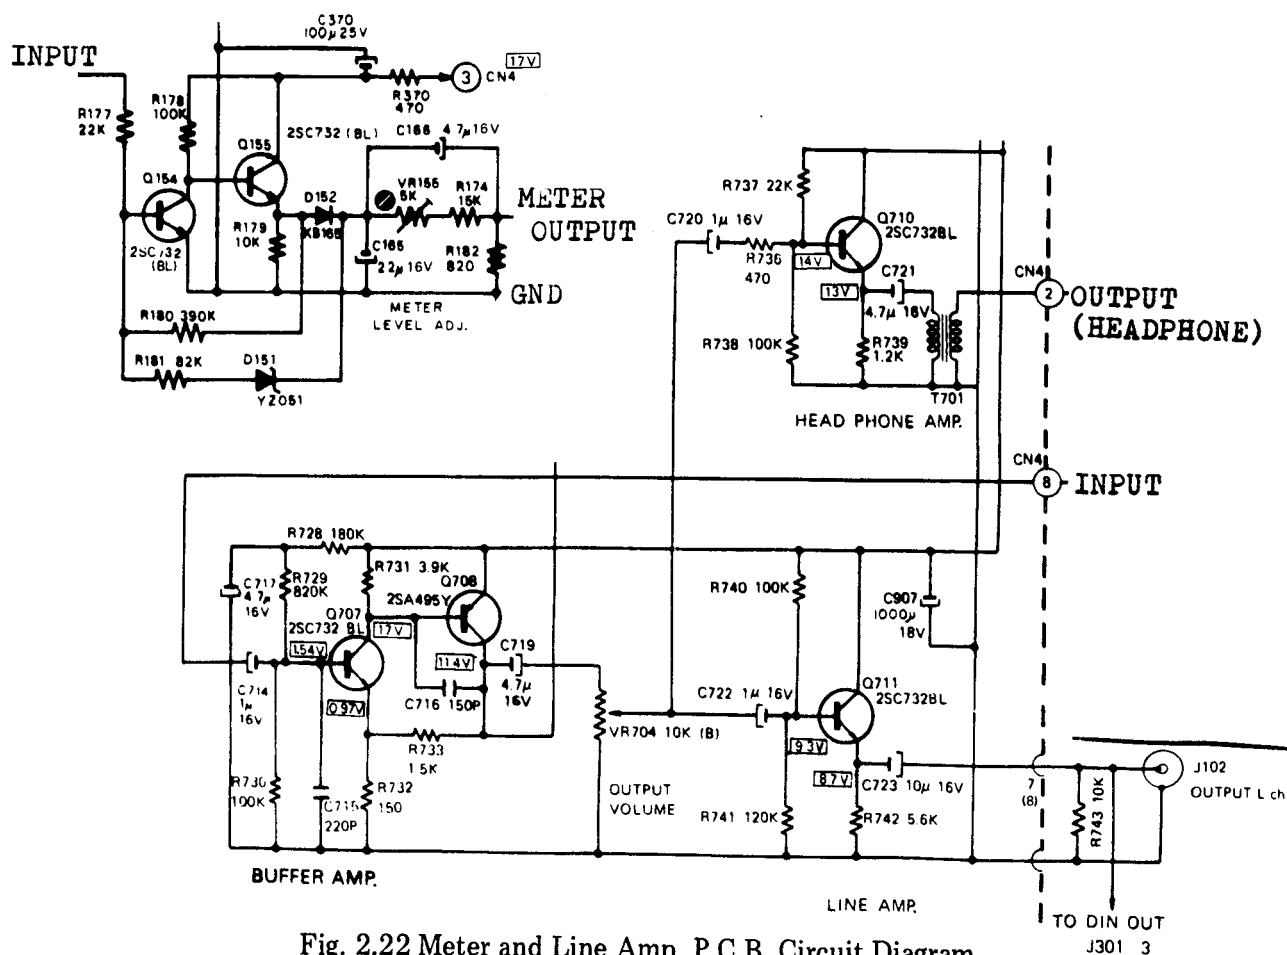 C370
100μ25V
INPUT
17V
3
CN4
R177
22K
R178
100K
R370
470
2SC732 (BL)
C166
4.7μ16V
Q155
Q154
D152
VR155
5K
R174
15K
METER
OUTPUT
R179
10K
KB165
2SC732
(BL)
C165
22μ16V
R182
820
GND
METER
LEVEL ADJ.
R180 390K
R181 82K
D151
YZ051
R737 22K
C720 1μ 16V
Q710
2SC732BL
R736
470
14V
C721
13V
4.7μ 16V
CN4
2
OUTPUT
(HEADPHONE)
R738 100K
R739
1.2K
T701
HEAD PHONE AMP.
CN4
8
INPUT
R728 180K
R731 3.9K
Q708
C717
4.7μ
16V
R729
820K
2SA495Y
Q707
2SC732 BL
17V
1.54V
11.4V
C719
4.7μ
16V
C714
1μ
16V
0.97V
C716 150P
R733
1.5K
R730
100K
C715
220P
R732
150
VR704 10K (B)
OUTPUT
VOLUME
R740 100K
C907
1000μ
18V
C722 1μ 16V
Q711
2SC732BL
9.3V
8.7V
C723 10μ 16V
7
(8)
J102
OUTPUT L ch
R741 120K
R742 5.6K
R743 10K
BUFFER AMP.
LINE AMP.
TO DIN OUT
J301 3
Fig. 2.22 Meter and Line Amp. P.C.B. Circuit Diagram